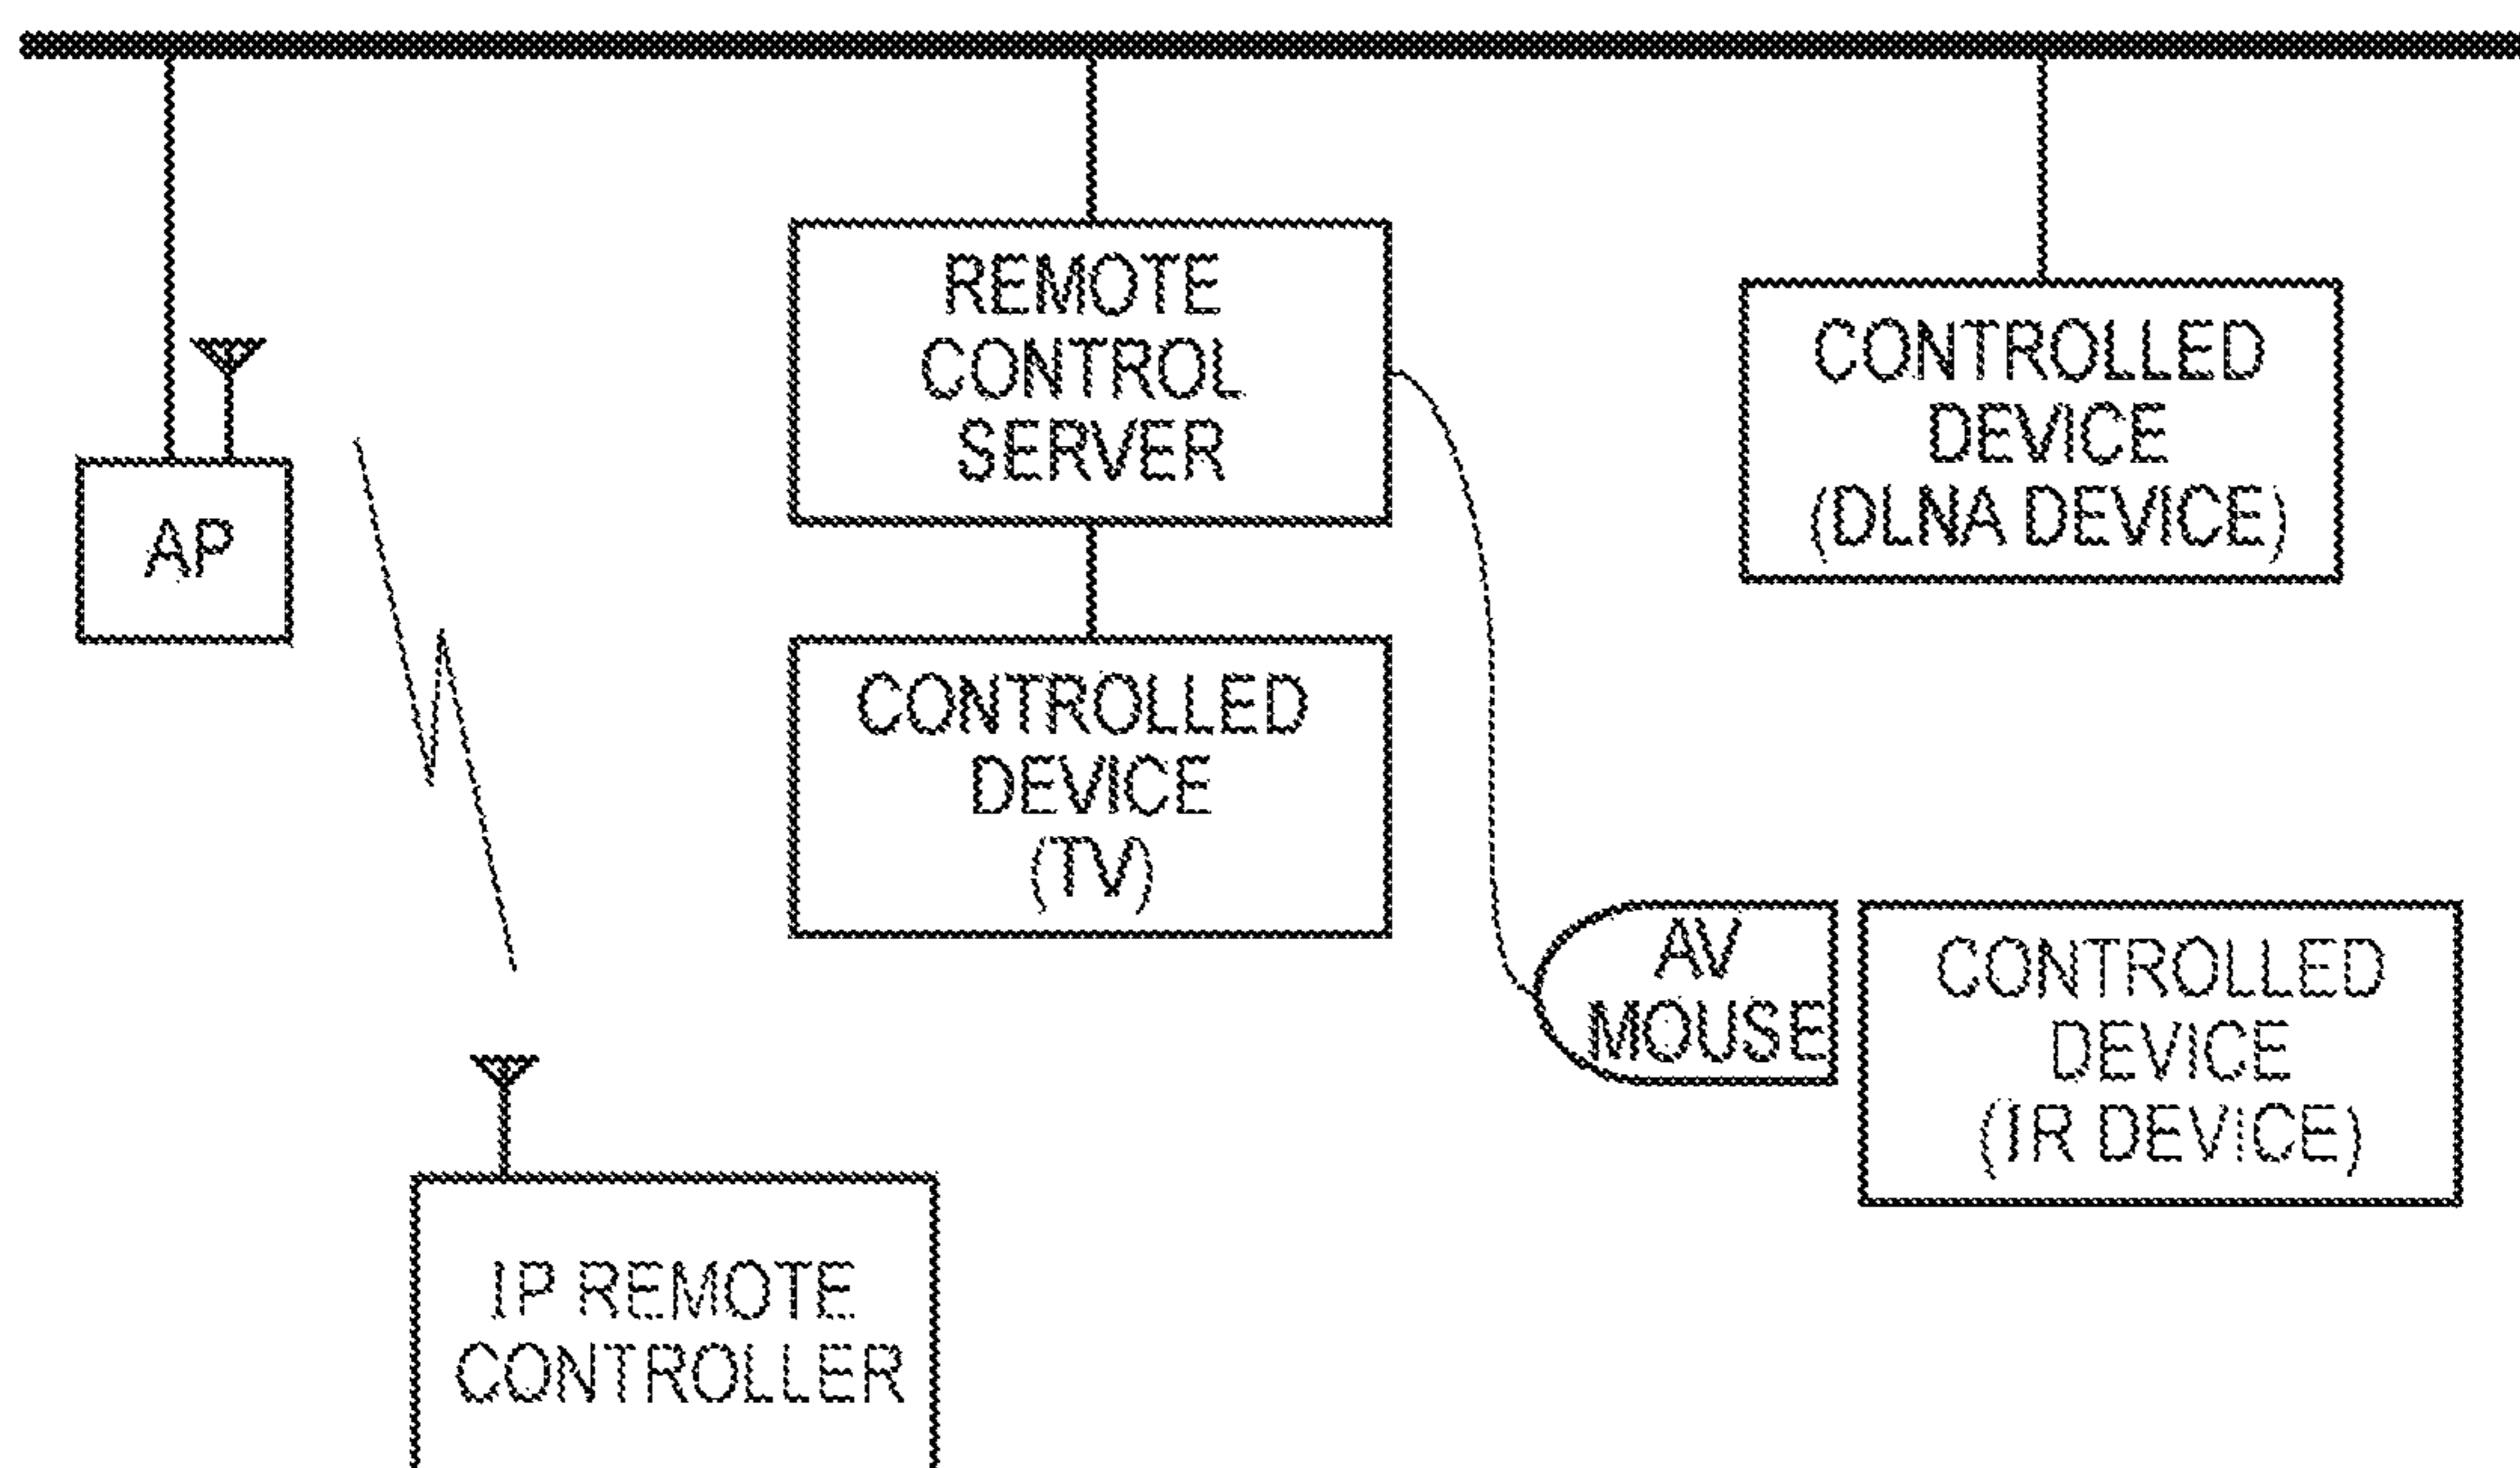 REMOTE
CONTROL
SERVER
CONTROLLED
DEVICE
(DLNA DEVICE)
AP
CONTROLLED
DEVICE
(TV)
AV
MOUSE
CONTROLLED
DEVICE
(IR DEVICE)
IP REMOTE
CONTROLLER